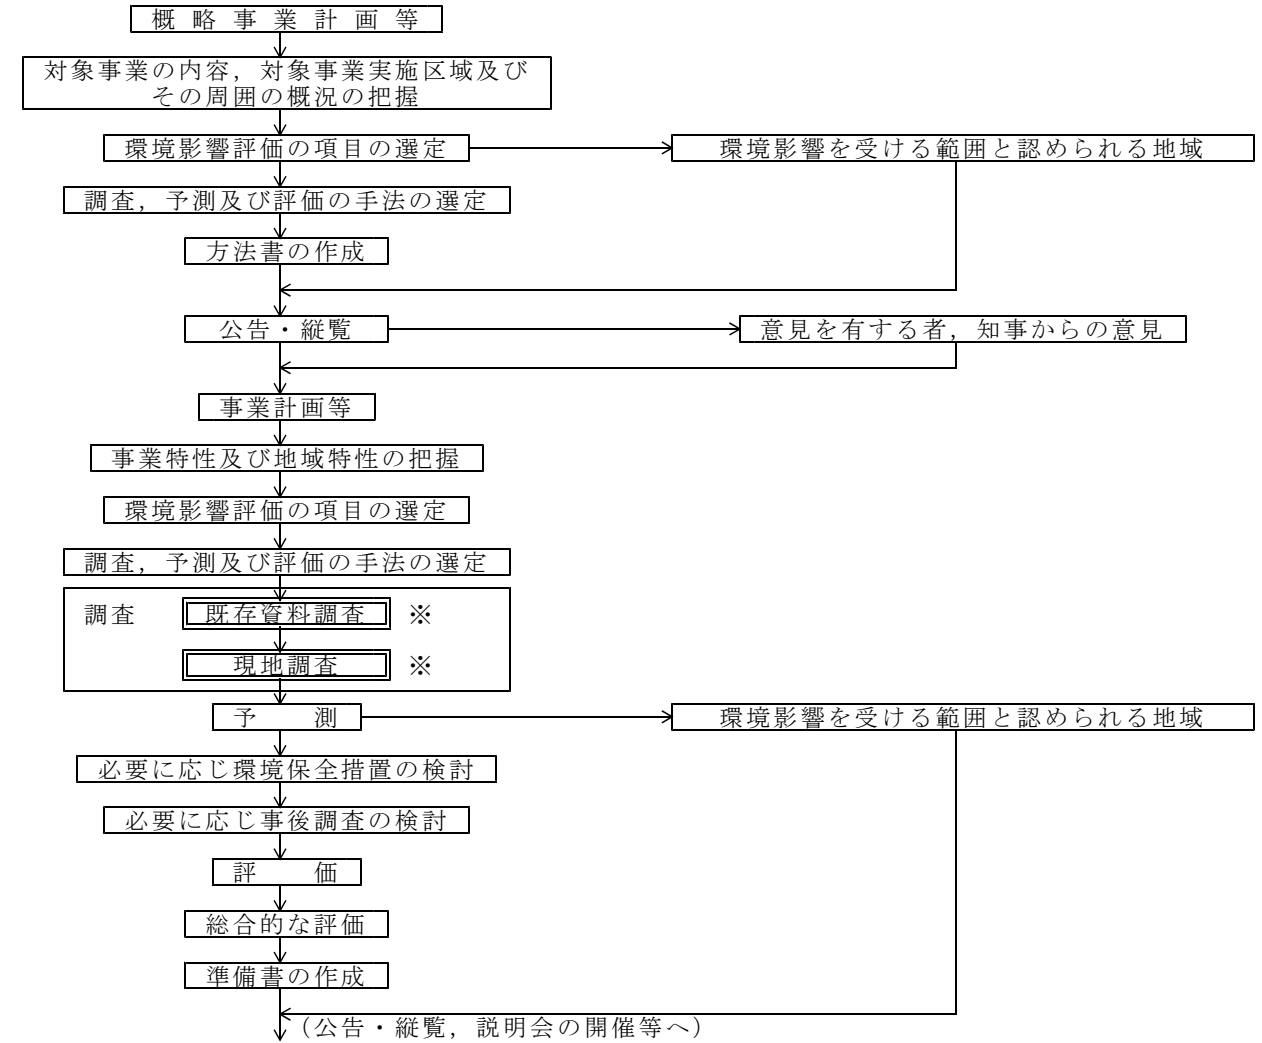 概略事業計画等
対象事業の内容，対象事業実施区域及び
その周囲の概況の把握
環境影響評価の項目の選定
環境影響を受ける範囲と認められる地域
調査，予測及び評価の手法の選定
方法書の作成
公告・縦覧
意見を有する者，知事からの意見
事業計画等
事業特性及び地域特性の把握
環境影響評価の項目の選定
調査，予測及び評価の手法の選定
調査 既存資料調査 ※
現地調査 ※
予　測
環境影響を受ける範囲と認められる地域
必要に応じ環境保全措置の検討
必要に応じ事後調査の検討
評　価
総合的な評価
準備書の作成
（公告・縦覧，説明会の開催等へ）